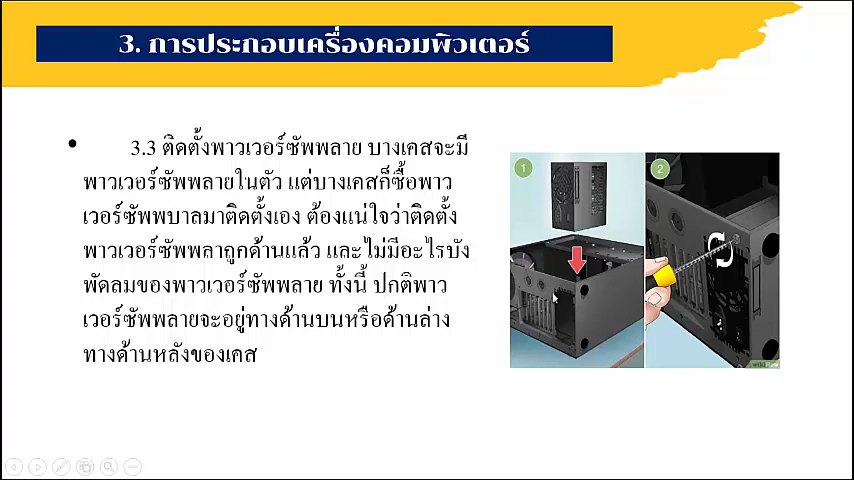 3. การประกอบเครื่องคอมพิวเตอร์
• 3.3 ติดตั้งพาวเวอร์ซัพพลาย บางเคสจะมี
พาวเวอร์ซัพพลายในตัว แต่บางเคสก็ซื้อพาว
เวอร์ซัพพบาลมาติดตั้งเอง ต้องแน่ใจว่าติดตั้ง
พาวเวอร์ซัพพลาถูกด้านแล้ว และไม่มีอะไรบัง
พัดลมของพาวเวอร์ซัพพลาย ทั้งนี้ ปกติพาว
เวอร์ซัพพลายจะอยู่ทางด้านบนหรือด้านล่าง
ทางด้านหลังของเคส
1
2